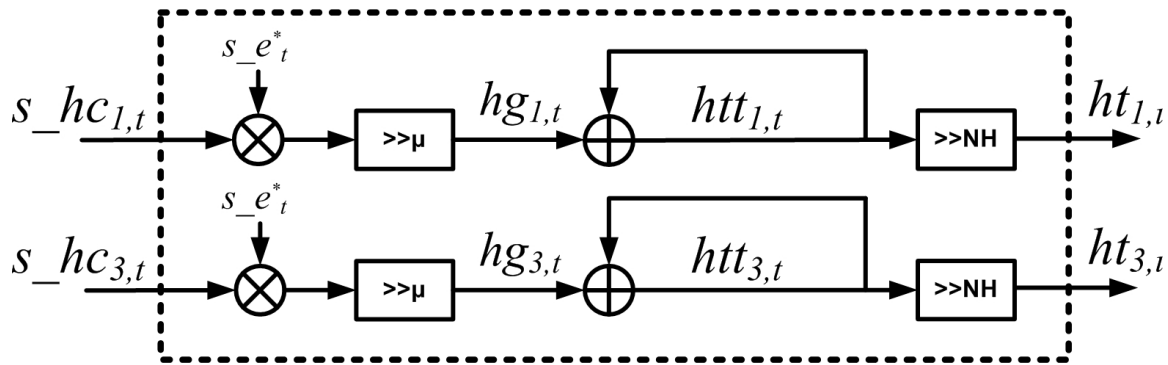 s_e*t
s_hc1,t >>μ hg1,t htt1,t >>NH ht1,t
s_e*t
s_hc3,t >>μ hg3,t htt3,t >>NH ht3,t